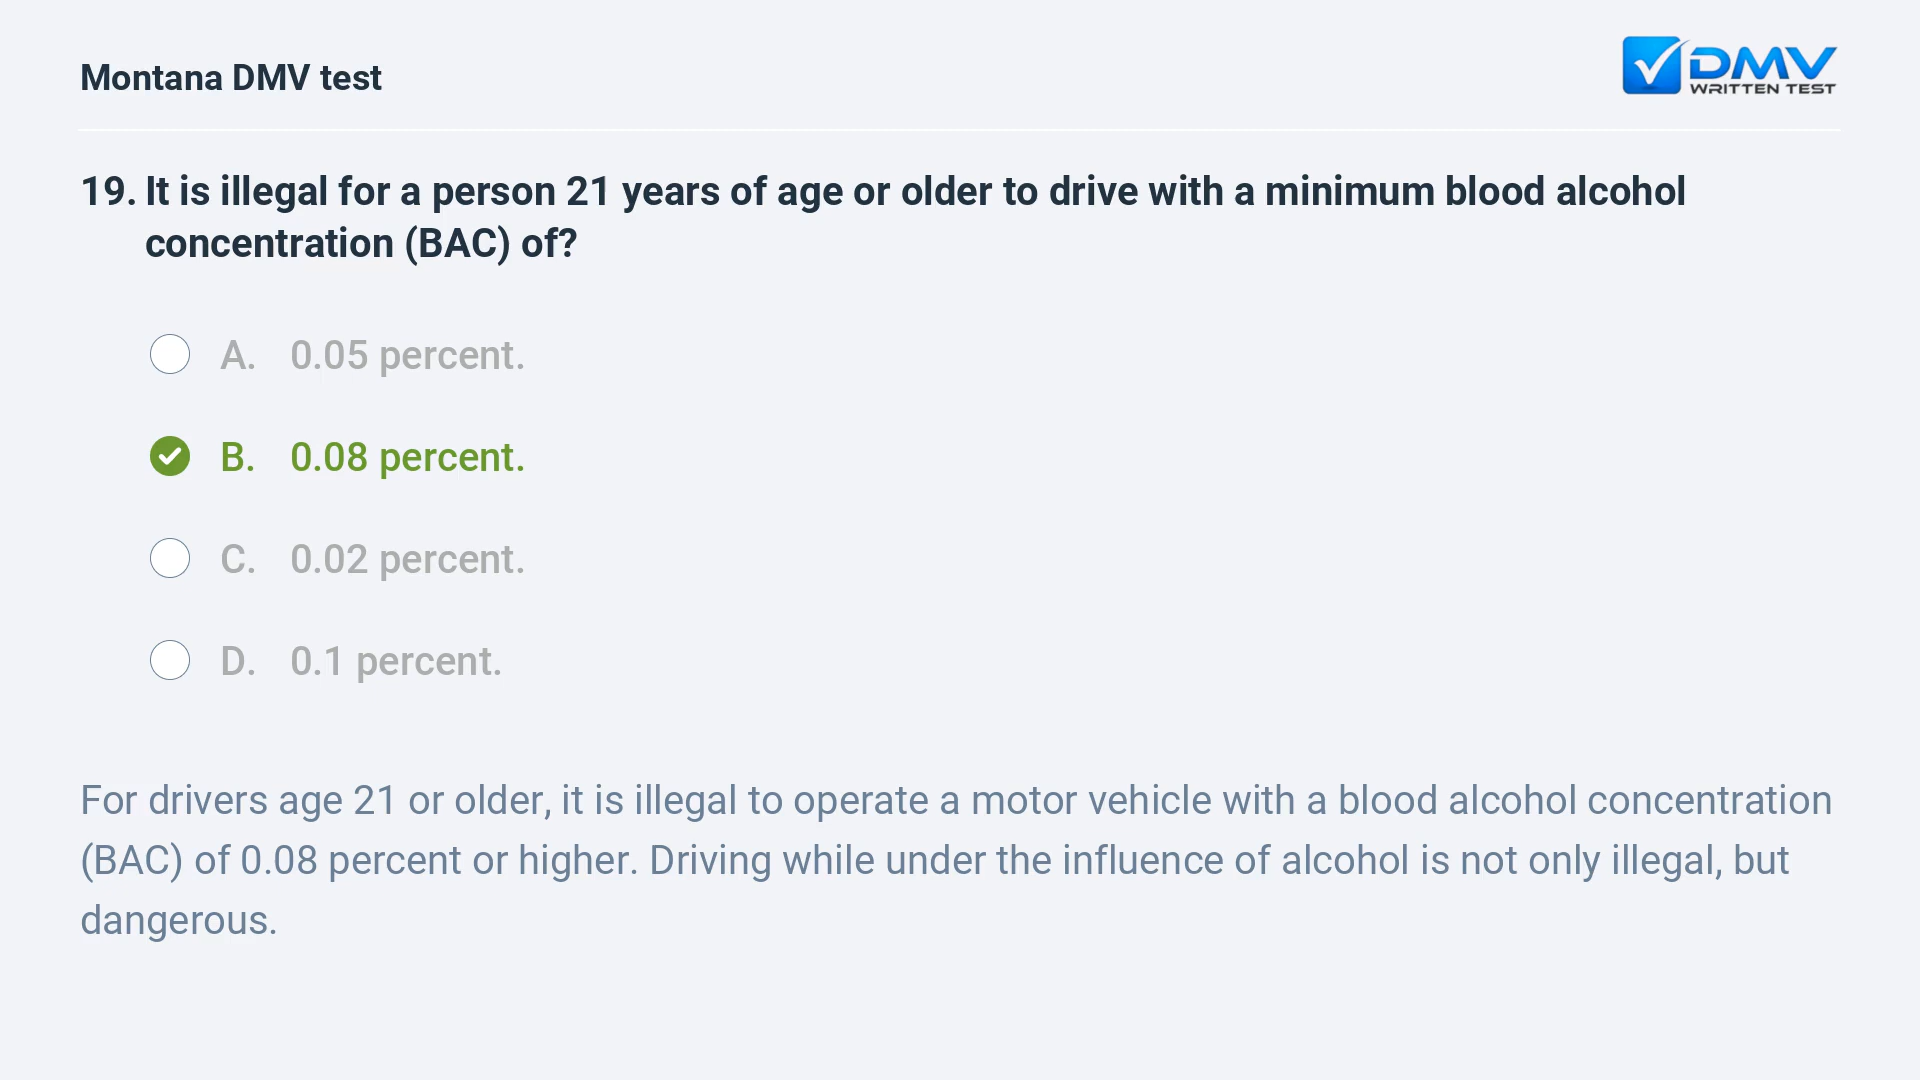 Montana DMV test
DMV
WRITTEN TEST
19. It is illegal for a person 21 years of age or older to drive with a minimum blood alcohol
concentration (BAC) of?
A. 0.05 percent.
B. 0.08 percent.
C. 0.02 percent.
D. 0.1 percent.
For drivers age 21 or older, it is illegal to operate a motor vehicle with a blood alcohol concentration
(BAC) of 0.08 percent or higher. Driving while under the influence of alcohol is not only illegal, but
dangerous.